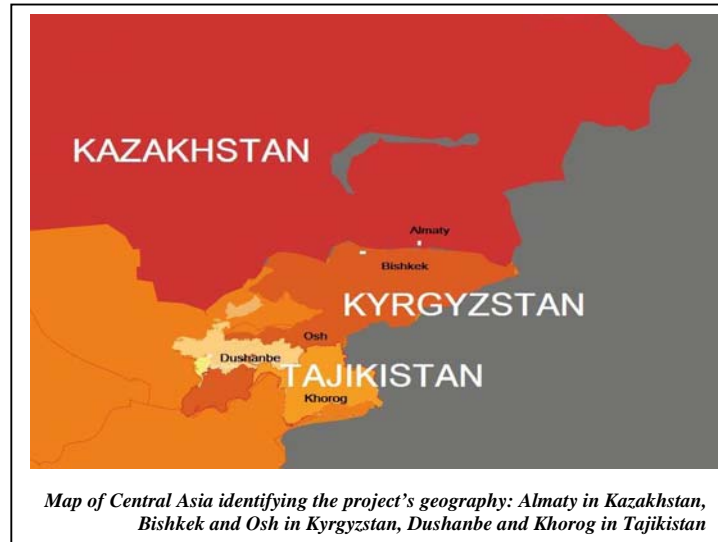 KAZAKHSTAN
Almaty
Bishkek
KYRGYZSTAN
Osh
Dushanbe
TAJIKISTAN
Khorog
Map of Central Asia identifying the project's geography: Almaty in Kazakhstan,
Bishkek and Osh in Kyrgyzstan, Dushanbe and Khorog in Tajikistan